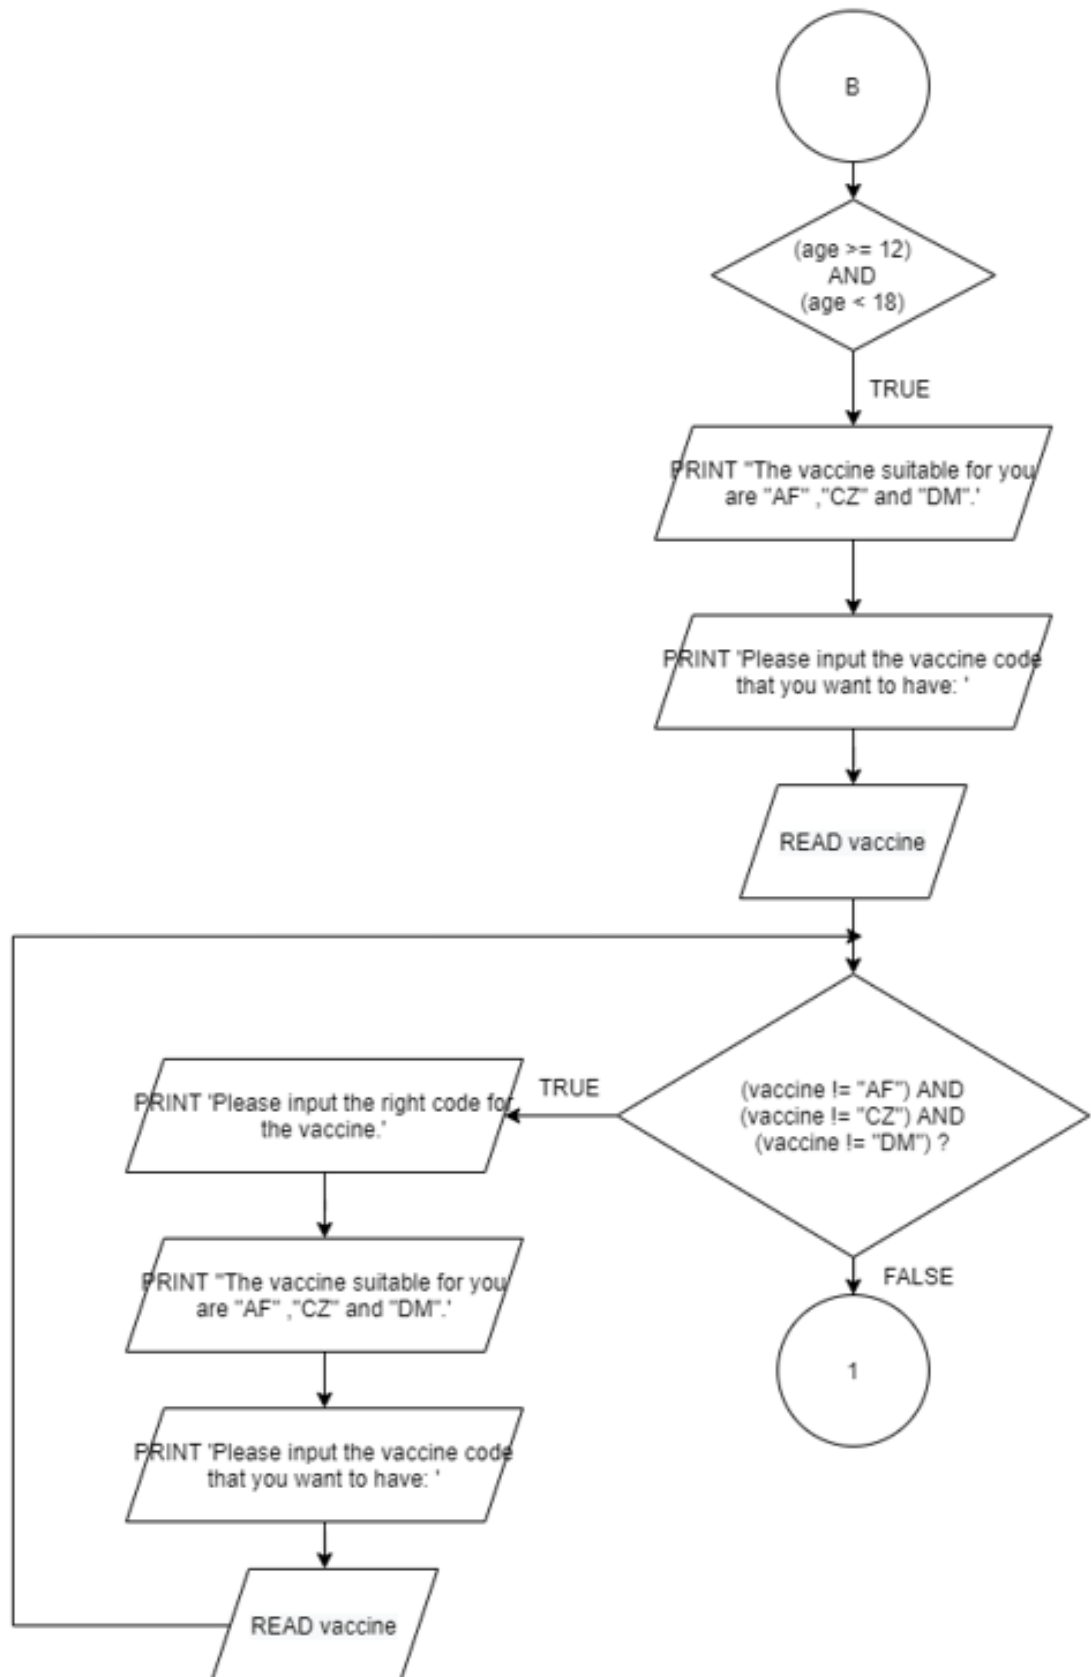 B
(age >= 12)
AND
(age < 18)
TRUE
PRINT "The vaccine suitable for you
are "AF" ,"CZ" and "DM".'
PRINT 'Please input the vaccine code
that you want to have: '
READ vaccine
(vaccine != "AF") AND
(vaccine != "CZ") AND
(vaccine != "DM") ?
TRUE
PRINT 'Please input the right code for
the vaccine.'
PRINT "The vaccine suitable for you
are "AF" ,"CZ" and "DM".'
PRINT 'Please input the vaccine code
that you want to have: '
READ vaccine
FALSE
1